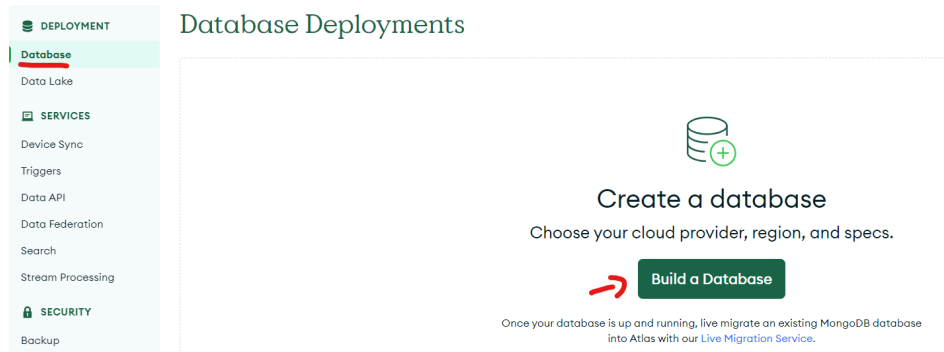 DEPLOYMENT
Database
Data Lake
SERVICES
Device Sync
Triggers
Data API
Data Federation
Search
Stream Processing
SECURITY
Backup
Database Deployments
Create a database
Choose your cloud provider, region, and specs.
Build a Database
Once your database is up and running, live migrate an existing MongoDB database
into Atlas with our Live Migration Service.